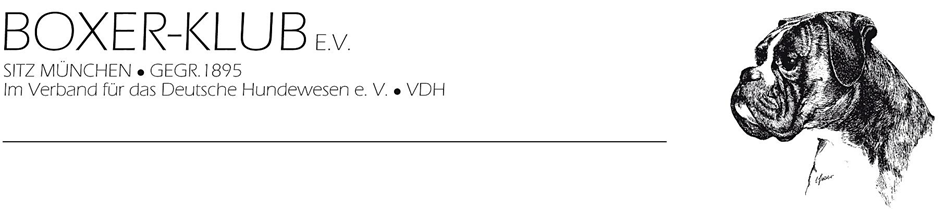 BOXER-KLUB E.V.
SITZ MÜNCHEN • GEGR.1895
Im Verband für das Deutsche Hundewesen e. V. • VDH